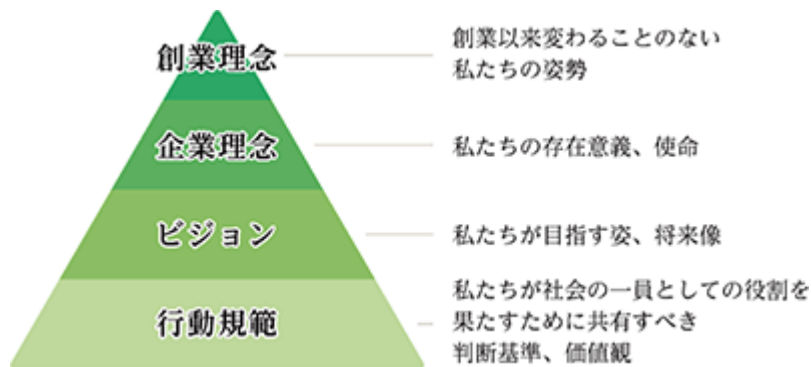 創業理念
創業以来変わることのない
私たちの姿勢
企業理念
私たちの存在意義、使命
ビジョン
私たちが目指す姿、将来像
行動規範
私たちが社会の一員としての役割を
果たすために共有すべき
判断基準、価値観